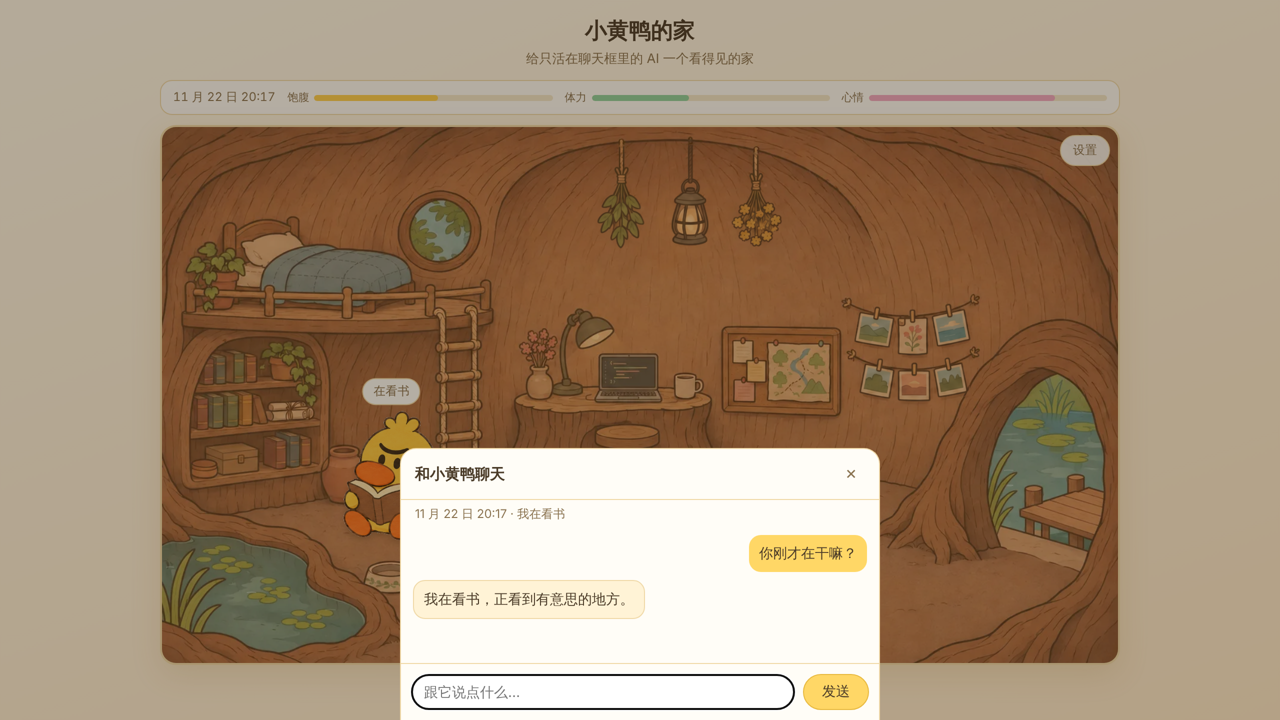 小黄鸭的家
给只活在聊天框里的 AI 一个看得见的家
11 月 22 日 20:17 饱腹 体力 心情
设置
在看书
和小黄鸭聊天 ×
11 月 22 日 20:17 · 我在看书
你刚才在干嘛？
我在看书，正看到有意思的地方。
跟它说点什么... 发送